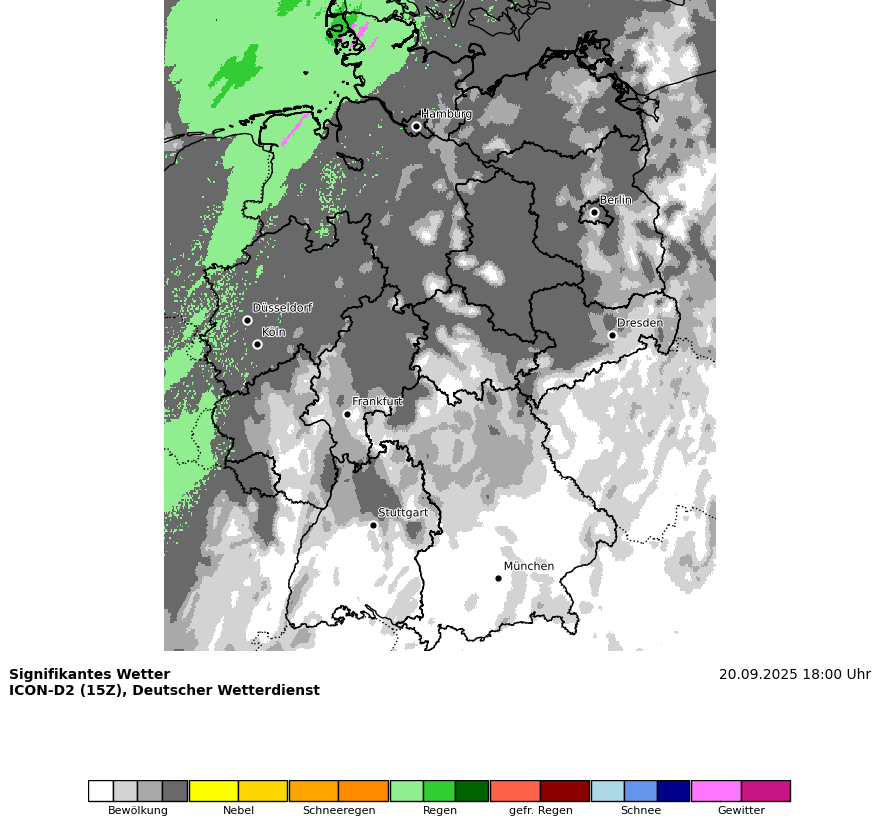 Hamburg
Berlin
Düsseldorf
Köln
Dresden
Frankfurt
Stuttgart
München
Signifikantes Wetter
20.09.2025 18:00 Uhr
ICON-D2 (15Z), Deutscher Wetterdienst
Bewölkung
Nebel
Schneeregen
Regen
gefr. Regen
Schnee
Gewitter